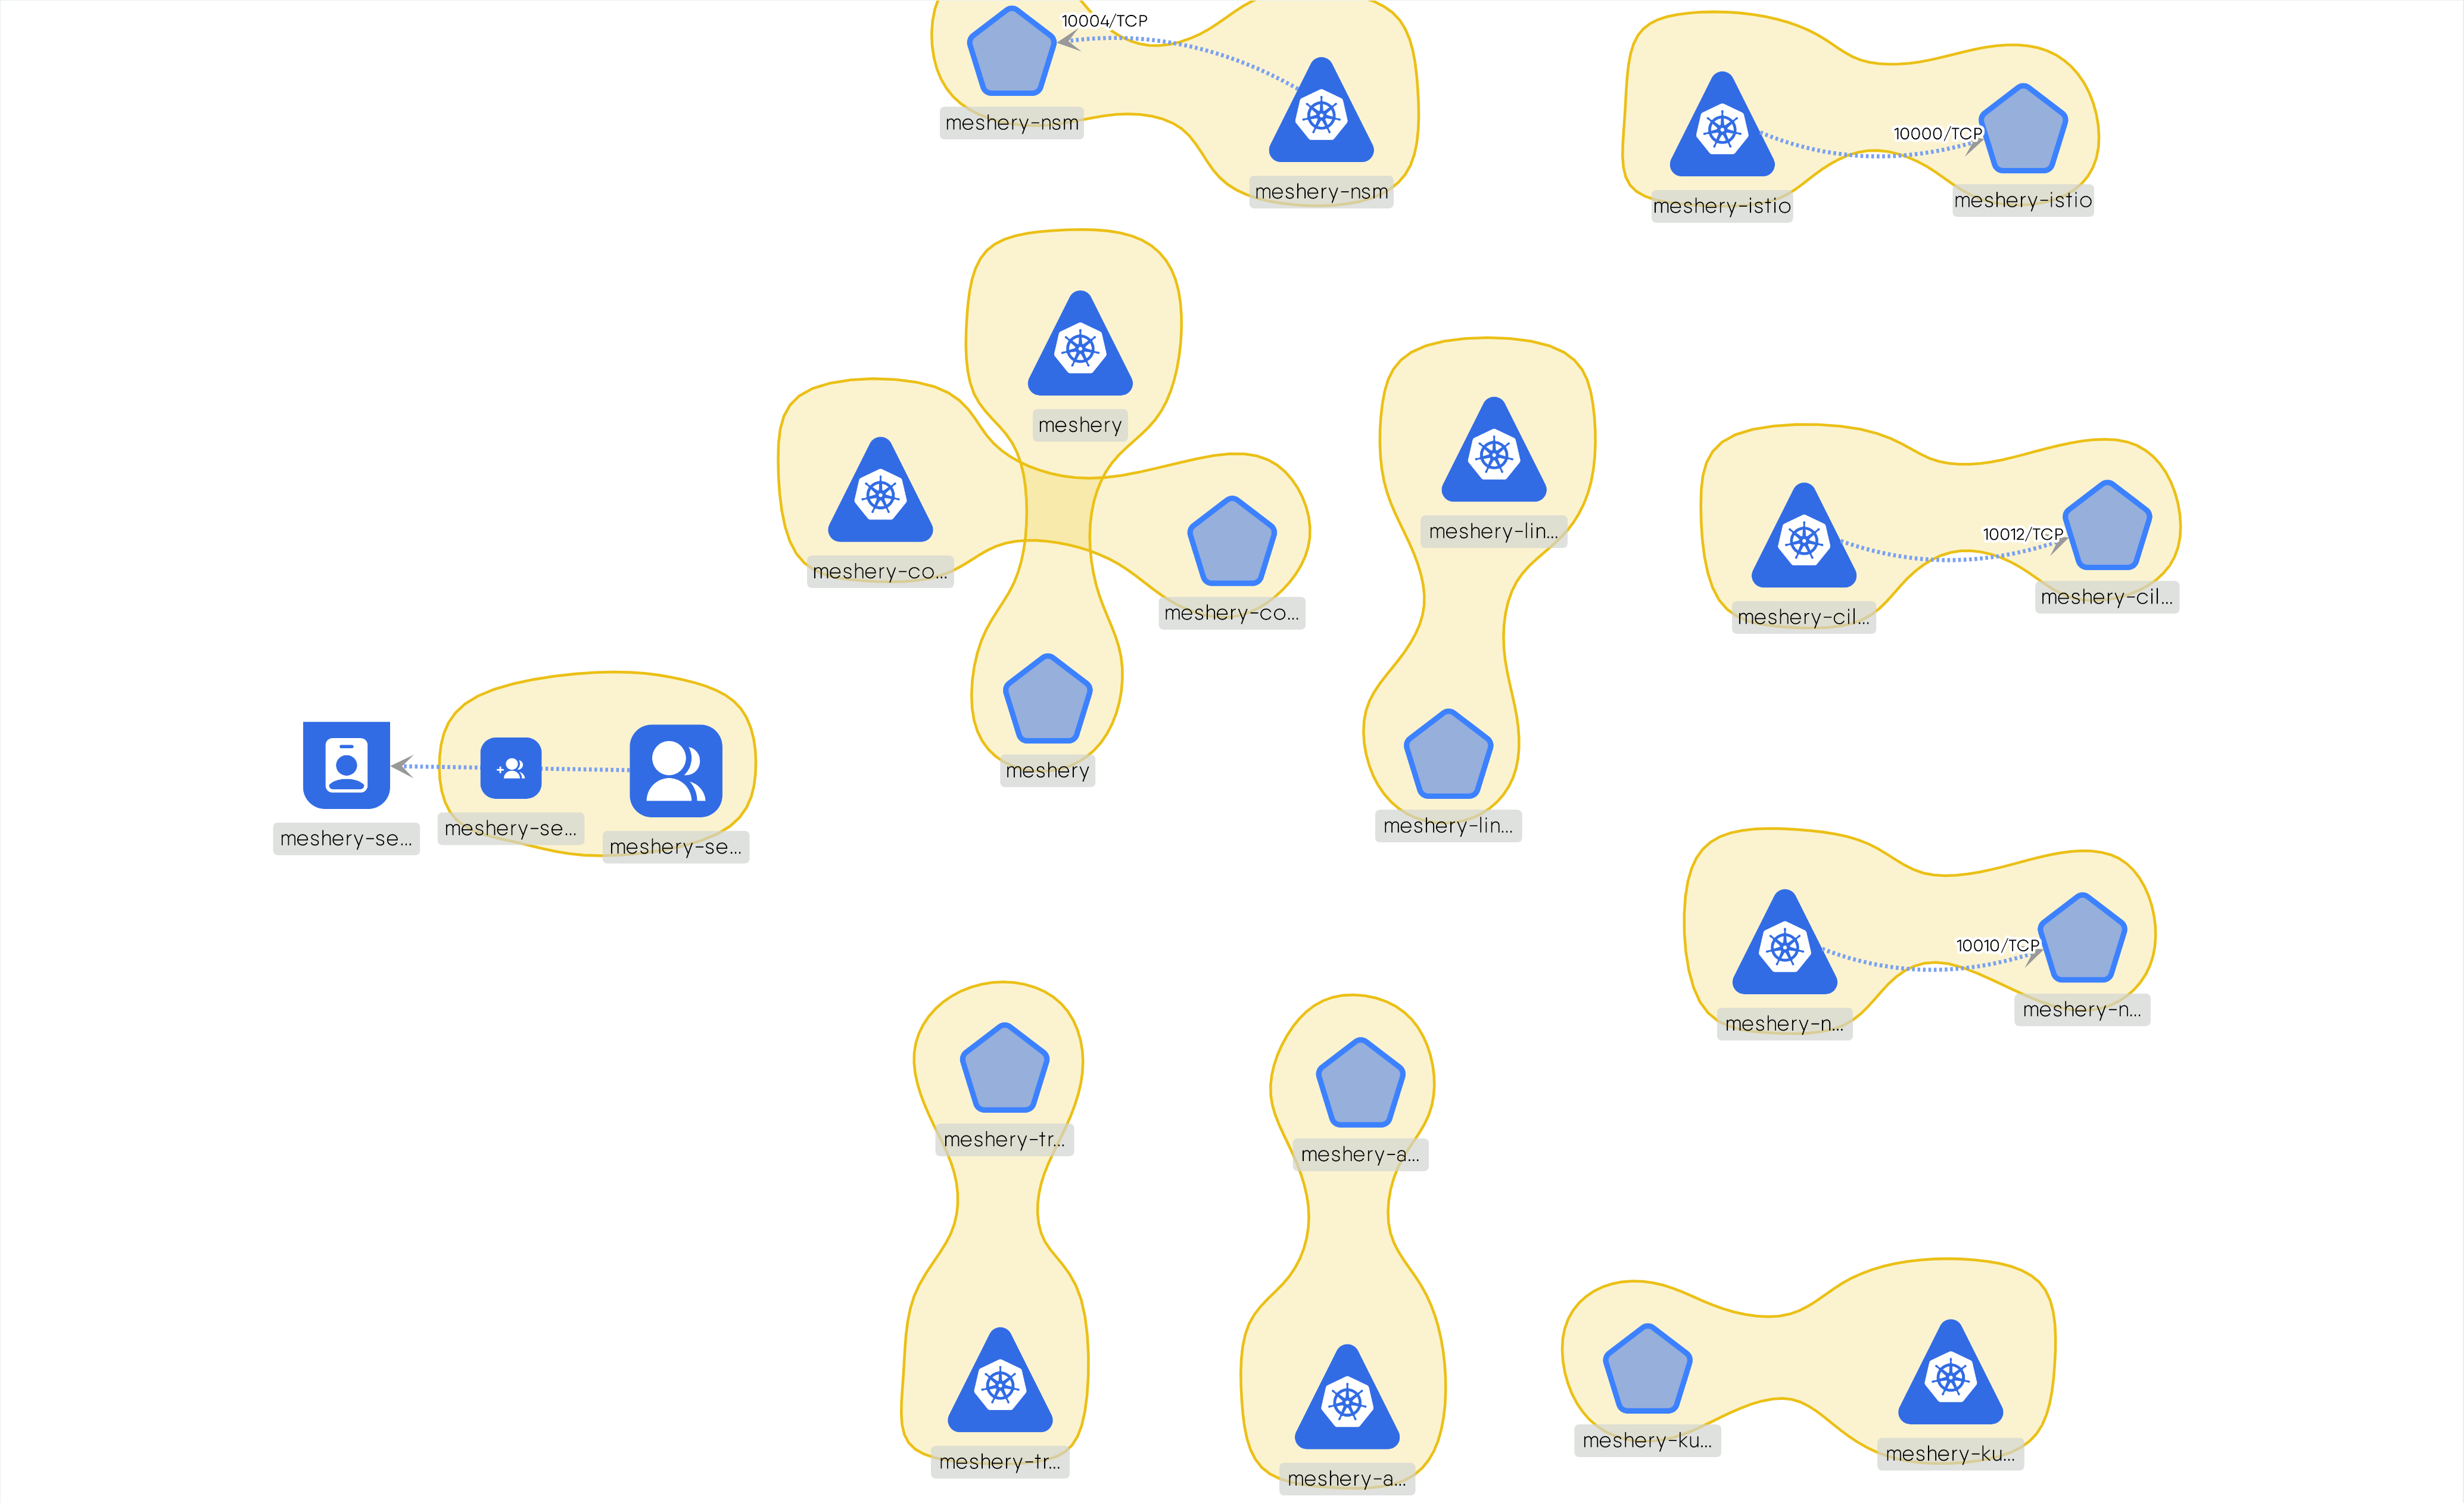 10004/TCP
meshery-nsm
meshery-nsm
10000/TCP
meshery-istio
meshery-istio
meshery
meshery-co...
meshery-co...
meshery
meshery-lin...
meshery-lin...
10012/TCP
meshery-cil...
meshery-cil...
meshery-se...
meshery-se...
meshery-se...
10010/TCP
meshery-n...
meshery-n...
meshery-tr...
meshery-tr...
meshery-a...
meshery-a...
meshery-ku...
meshery-ku...